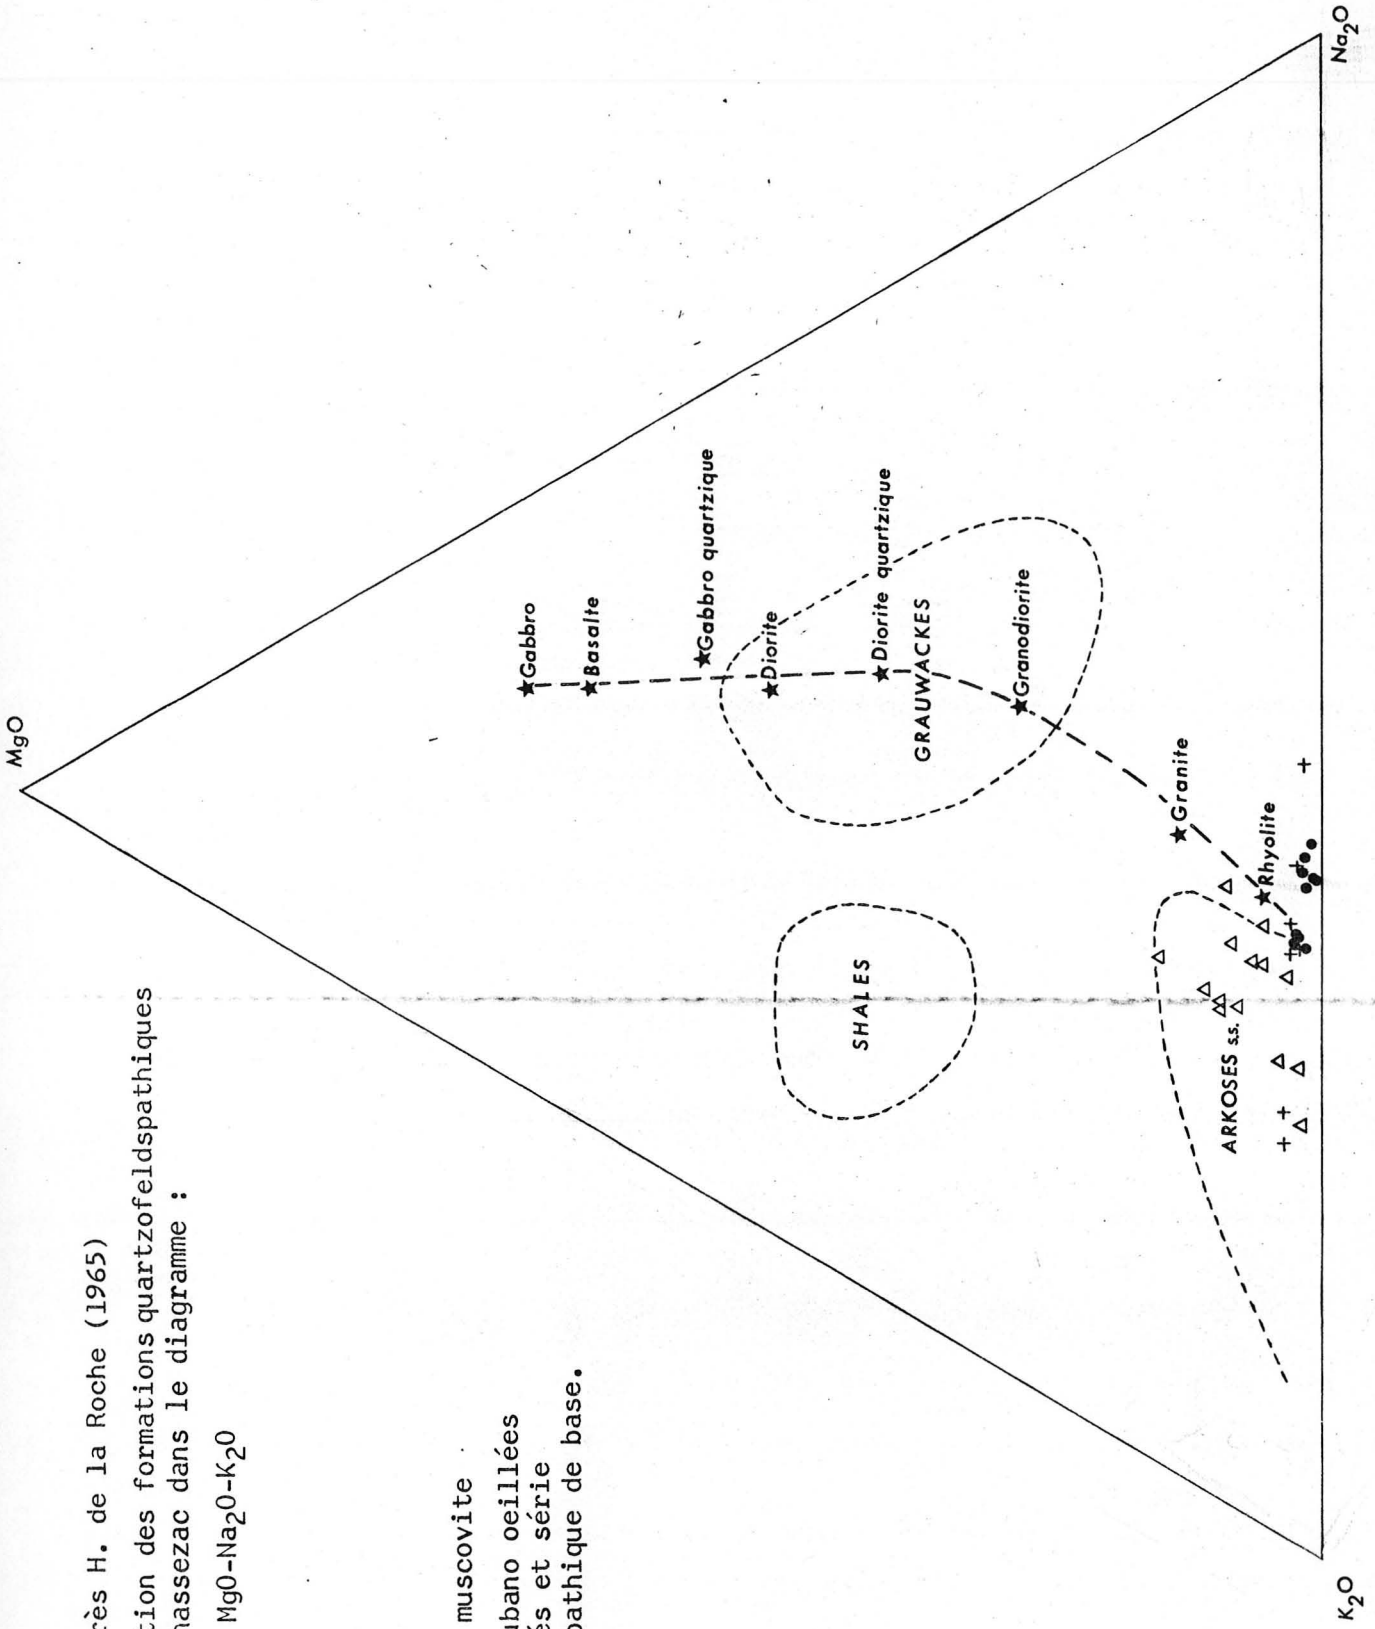 rès H. de la Roche (1965)
tion des formations quartzofeldspathiques
assezac dans le diagramme :
MgO-Na2O-K2O
muscovite
ubano oeillées
és et série
pathique de base.
MgO
Gabbro
Basalte
Gabbro quartzique
Diorite
Diorite quartzique
GRAUWACKES
Granodiorite
SHALES
Granite
Rhyolite
ARKOSES s.s.
K2O
Na2O